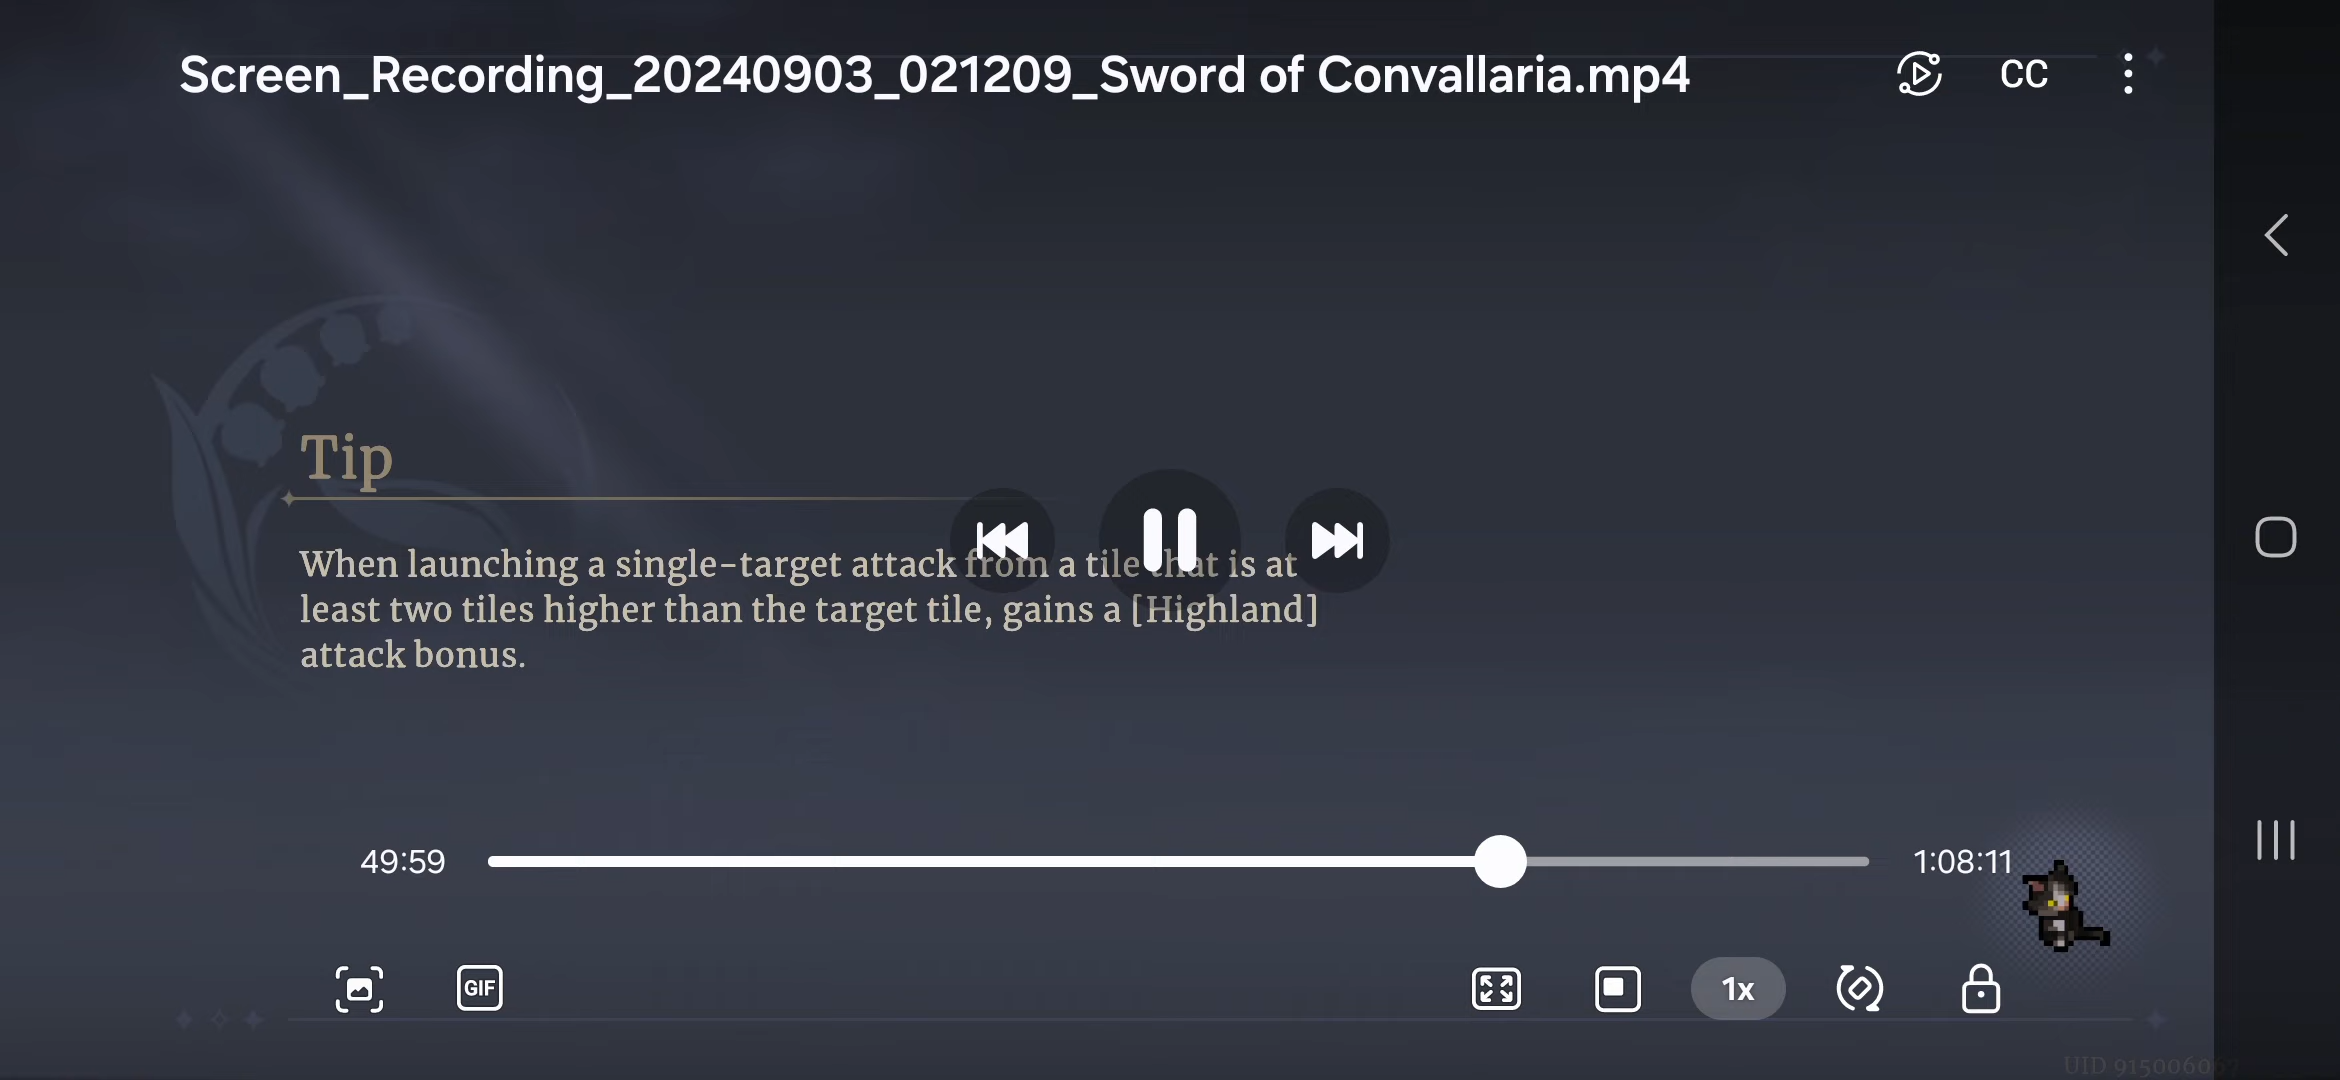 Screen_Recording_20240903_021209_Sword of Convallaria.mp4
CC
Tip
When launching a single-target attack from a tile that is at
least two tiles higher than the target tile, gains a [Highland]
attack bonus.
49:59
1:08:11
GIF
1x
UID